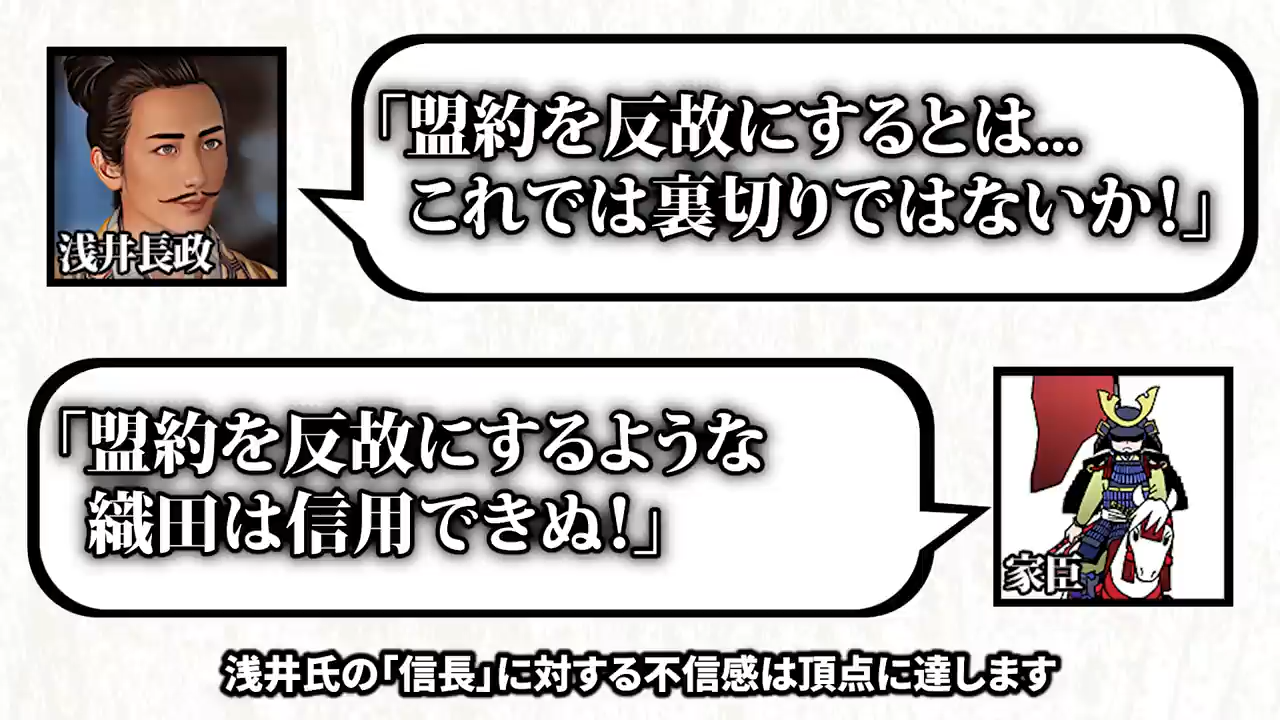 「盟約を反故にするとは...
これでは裏切りではないか!」
浅井長政
「盟約を反故にするような
織田は信用できぬ!」
家臣
浅井氏の「信長」に対する不信感は頂点に達します